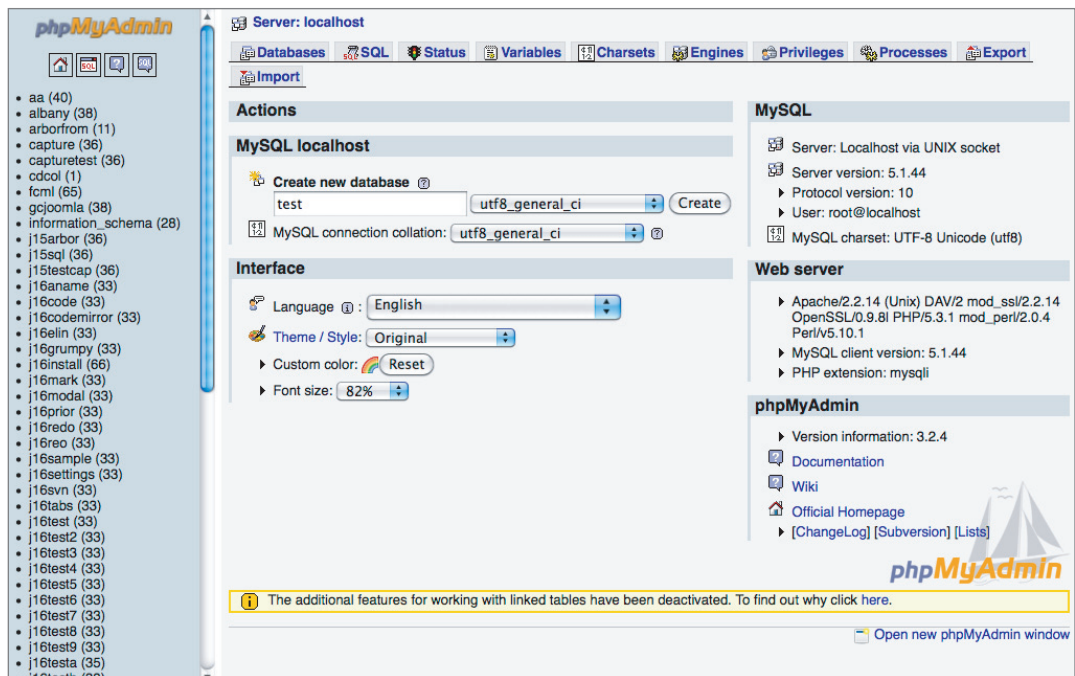 phpMyAdmin
SQL
SQL
aa (40)
albany (38)
arborfrom (11)
capture (36)
capturetest (36)
cdcol (1)
fcml (65)
gcjoomla (38)
information_schema (28)
j15arbor (36)
j15sql (36)
j15testcap (36)
j16aname (33)
j16code (33)
j16codemirror (33)
j16elin (33)
j16grumpy (33)
j16install (66)
j16mark (33)
j16modal (33)
j16prior (33)
j16redo (33)
j16reo (33)
j16sample (33)
j16settings (33)
j16svn (33)
j16tabs (33)
j16test (33)
j16test2 (33)
j16test3 (33)
j16test4 (33)
j16test5 (33)
j16test6 (33)
j16test7 (33)
j16test8 (33)
j16test9 (33)
j16testa (35)
Server: localhost
Databases SQL Status Variables Charsets Engines Privileges Processes Export
Import
Actions
MySQL localhost
Create new database
test utf8_general_ci Create
MySQL connection collation: utf8_general_ci
Interface
Language : English
Theme / Style: Original
Custom color: Reset
Font size: 82%
MySQL
Server: Localhost via UNIX socket
Server version: 5.1.44
Protocol version: 10
User: root@localhost
MySQL charset: UTF-8 Unicode (utf8)
Web server
Apache/2.2.14 (Unix) DAV/2 mod_ssl/2.2.14
OpenSSL/0.9.8l PHP/5.3.1 mod_perl/2.0.4
Perl/v5.10.1
MySQL client version: 5.1.44
PHP extension: mysqli
phpMyAdmin
Version information: 3.2.4
Documentation
Wiki
Official Homepage
[ChangeLog] [Subversion] [Lists]
phpMyAdmin
The additional features for working with linked tables have been deactivated. To find out why click here.
Open new phpMyAdmin window